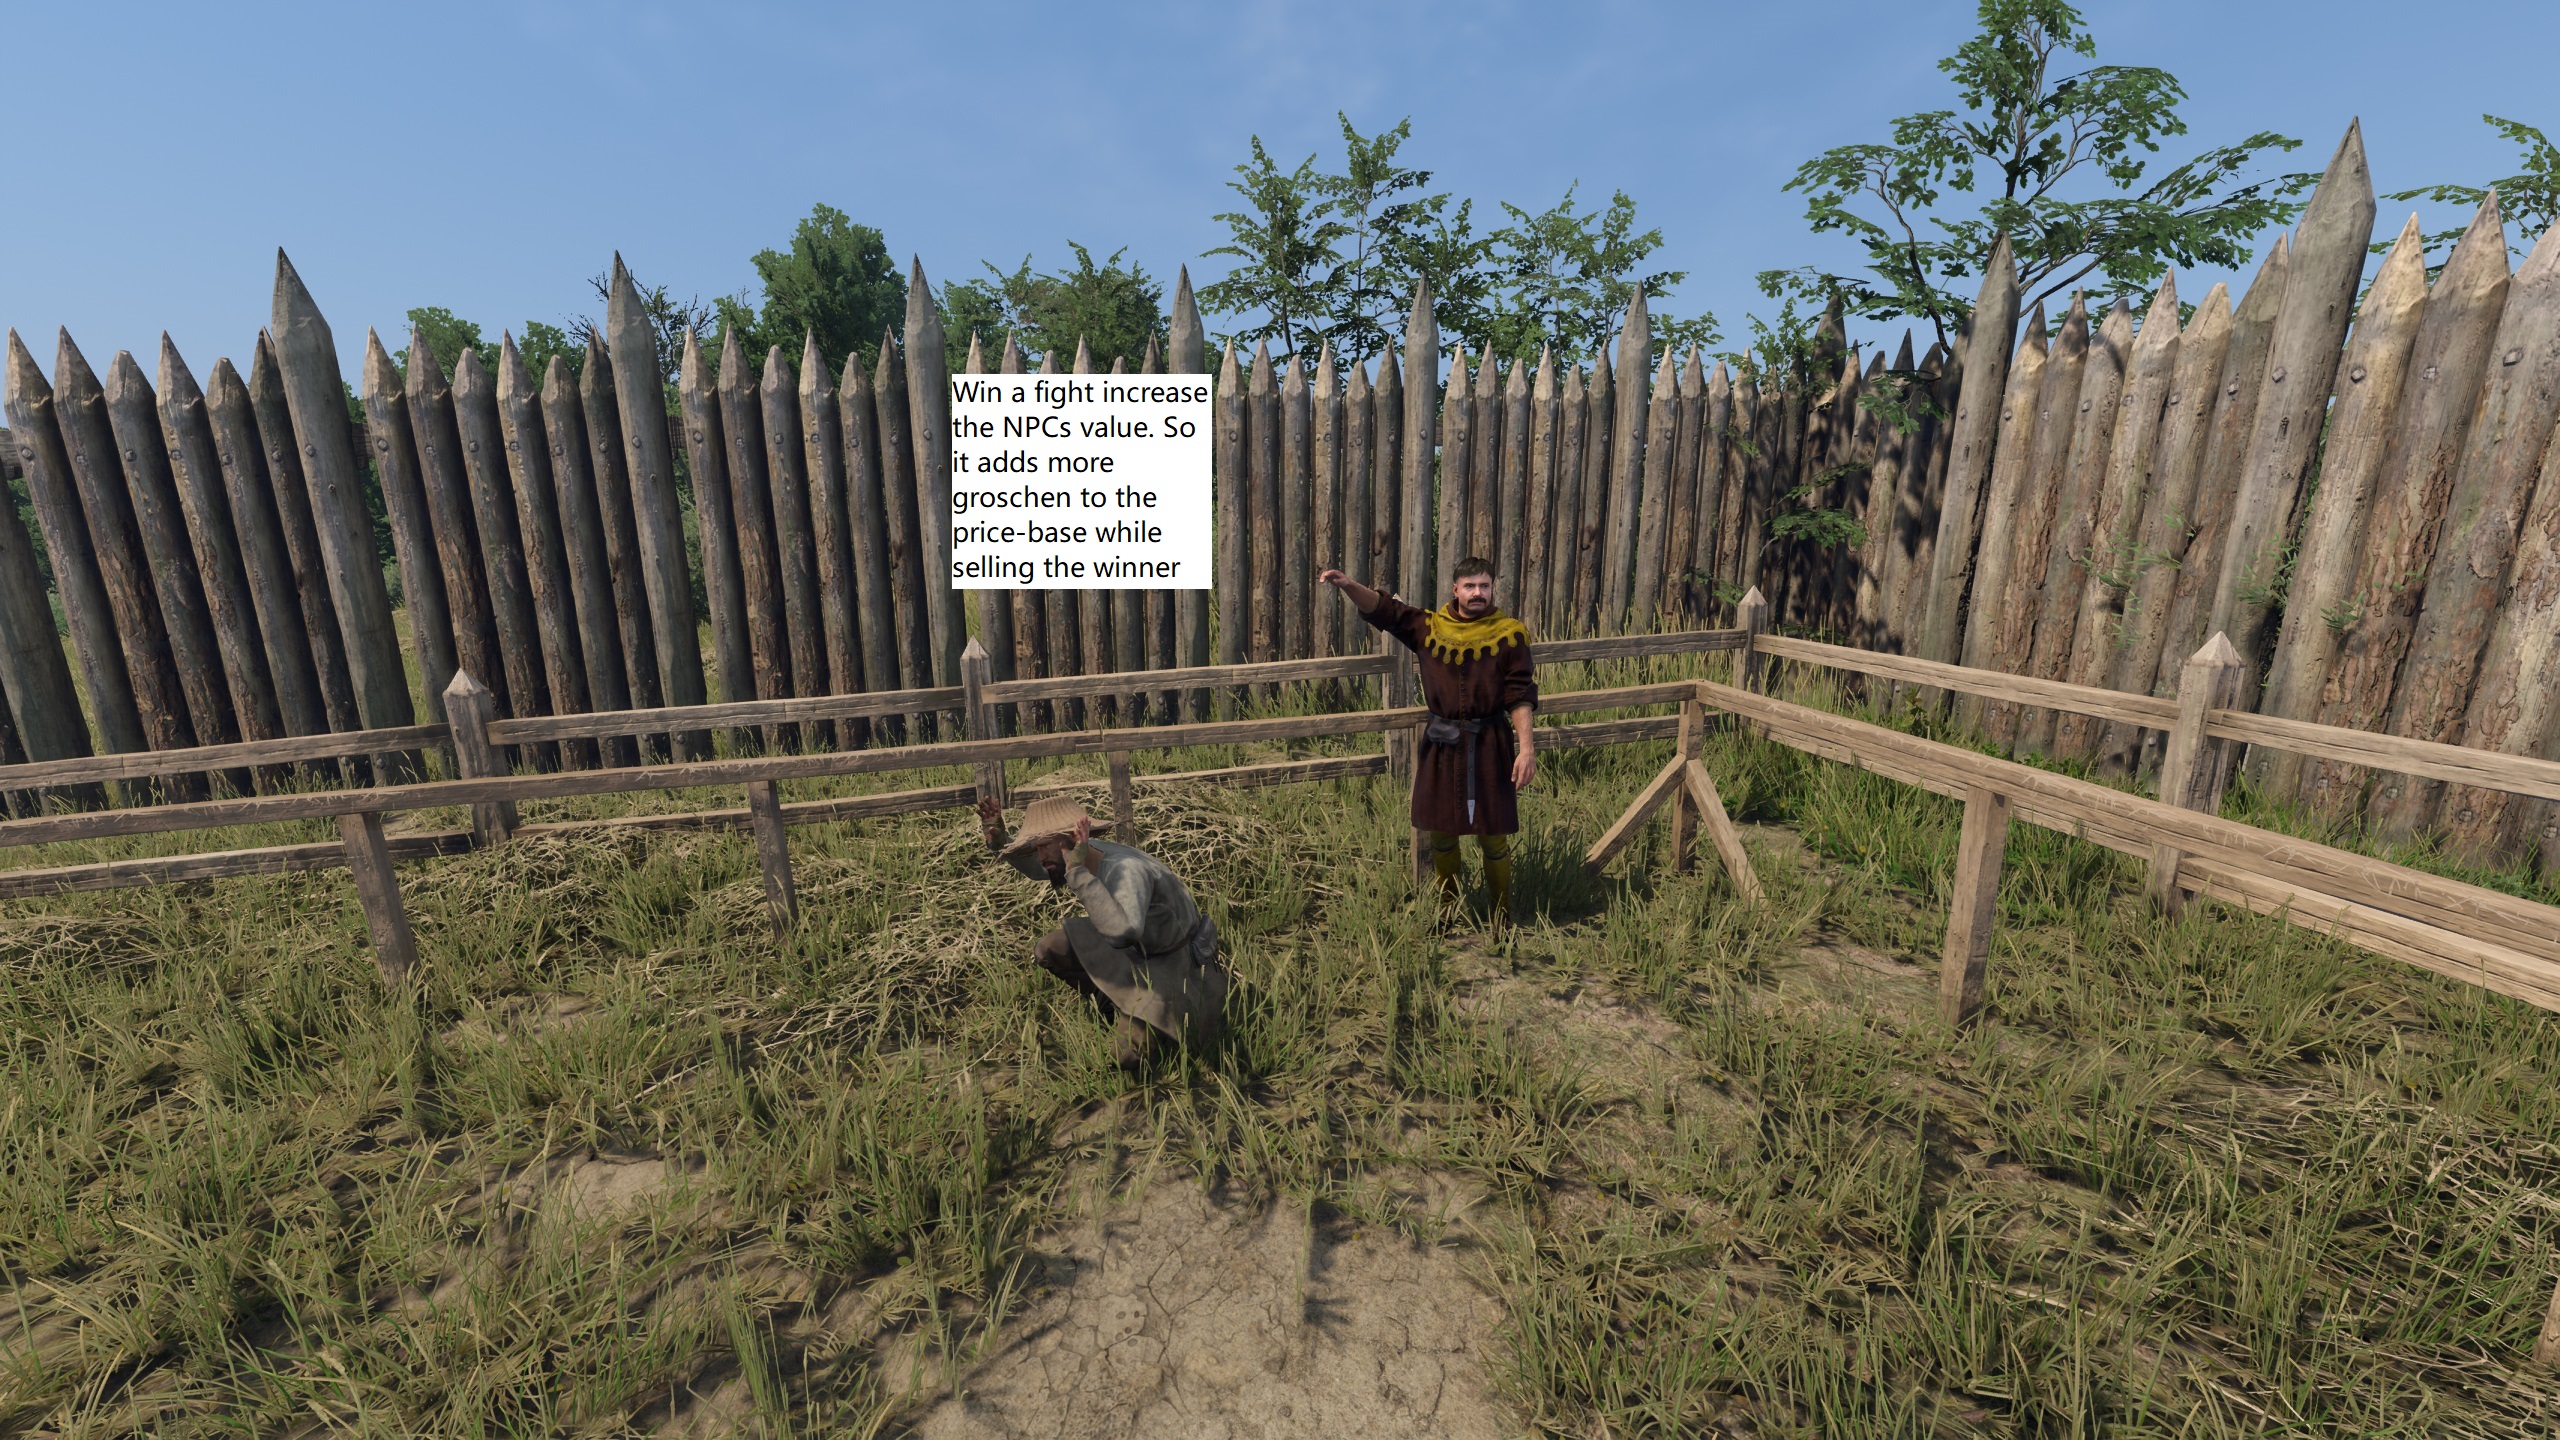 Win a fight increase
the NPCs value. So
it adds more
groschen to the
price-base while
selling the winner